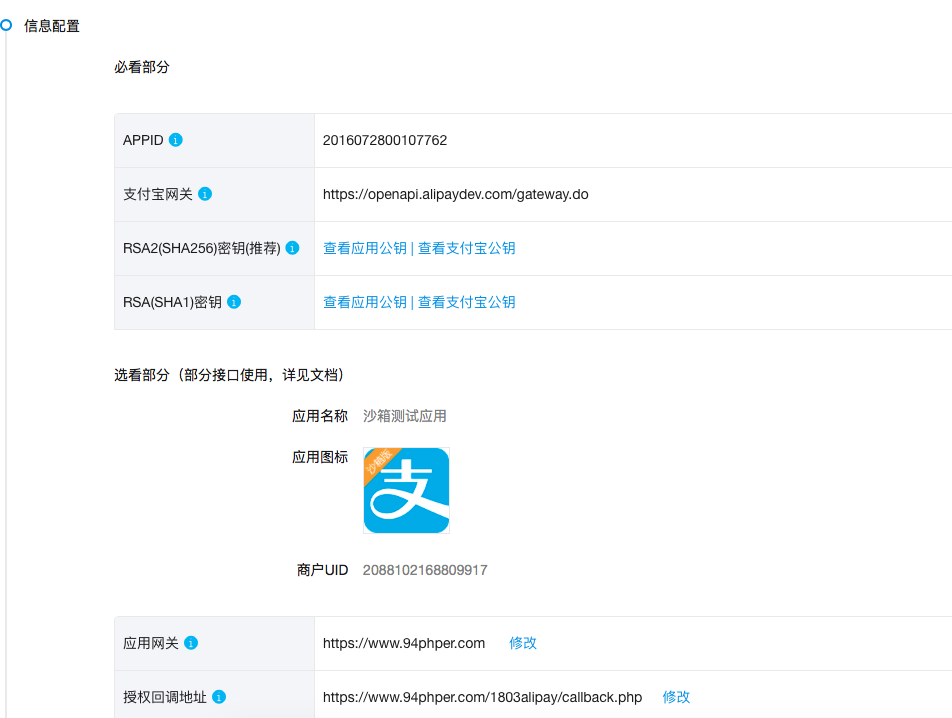 信息配置
必看部分
APPID
2016072800107762
支付宝网关
https://openapi.alipaydev.com/gateway.do
RSA2(SHA256)密钥(推荐)
查看应用公钥 | 查看支付宝公钥
RSA(SHA1)密钥
查看应用公钥 | 查看支付宝公钥
选看部分（部分接口使用，详见文档）
应用名称 沙箱测试应用
应用图标
沙箱版
支
商户UID 2088102168809917
应用网关
https://www.94phper.com 修改
授权回调地址
https://www.94phper.com/1803alipay/callback.php 修改